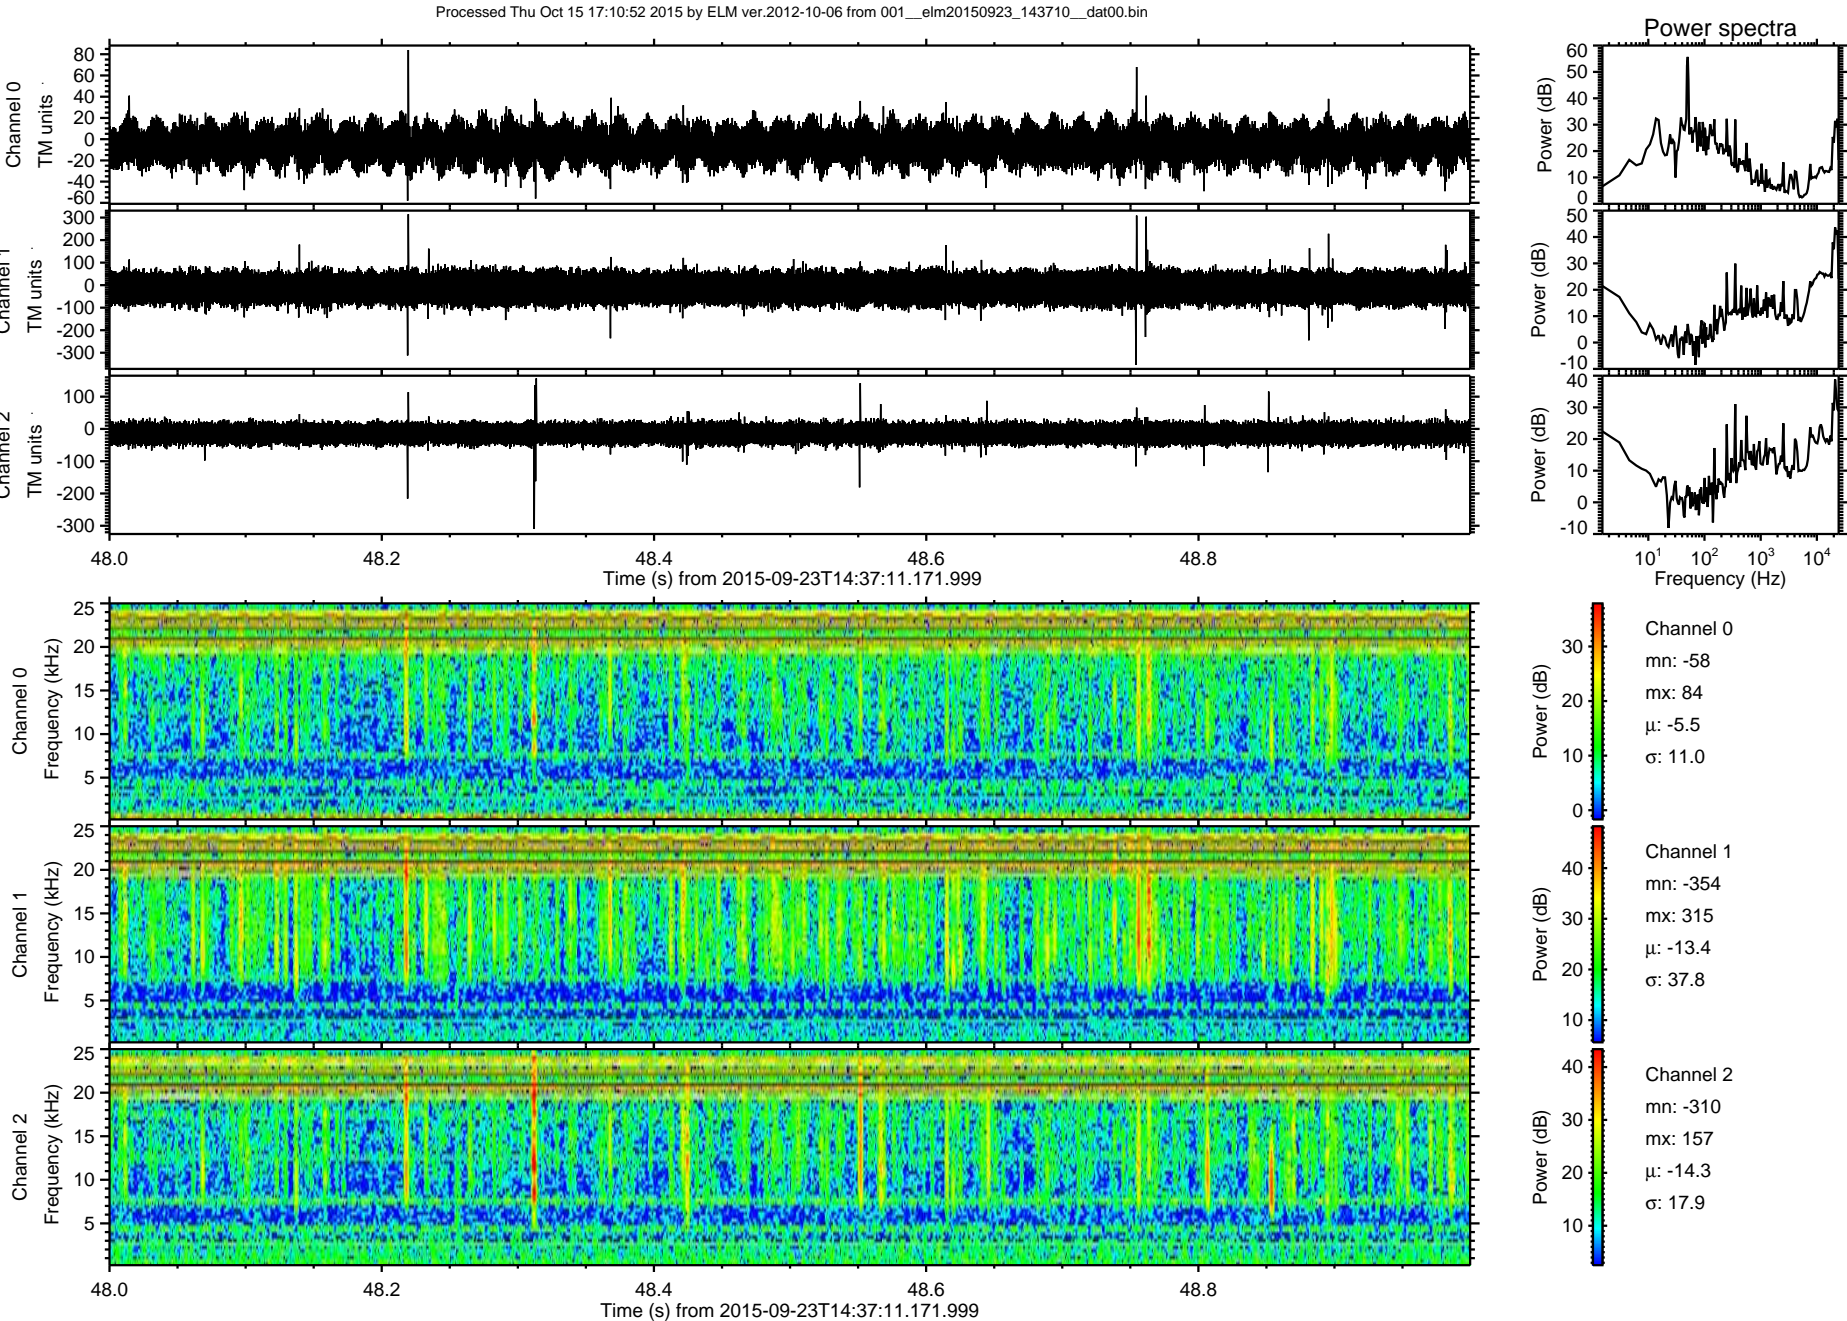 Processed Thu Oct 15 17:10:52 2015 by ELM ver.2012-10-06 from 001__elm20150923_143710__dat00.bin
Power spectra
Channel 0
TM units
80
60
40
20
0
-20
-40
-60
Power (dB)
60
50
40
30
20
10
0
Channel 1
TM units
300
200
100
0
-100
-200
-300
Power (dB)
50
40
30
20
10
0
-10
Channel 2
TM units
100
0
-100
-200
-300
Power (dB)
40
30
20
10
0
-10
48.0 48.2 48.4 48.6 48.8
Time (s) from 2015-09-23T14:37:11.171.999
10¹ 10² 10³ 10⁴
Frequency (Hz)
Channel 0
Frequency (kHz)
25
20
15
10
5
Power (dB)
30
20
10
0
Channel 0
mn: -58
mx: 84
μ: -5.5
σ: 11.0
Channel 1
Frequency (kHz)
25
20
15
10
5
Power (dB)
40
30
20
10
Channel 1
mn: -354
mx: 315
μ: -13.4
σ: 37.8
Channel 2
Frequency (kHz)
25
20
15
10
5
Power (dB)
40
30
20
10
Channel 2
mn: -310
mx: 157
μ: -14.3
σ: 17.9
48.0 48.2 48.4 48.6 48.8
Time (s) from 2015-09-23T14:37:11.171.999